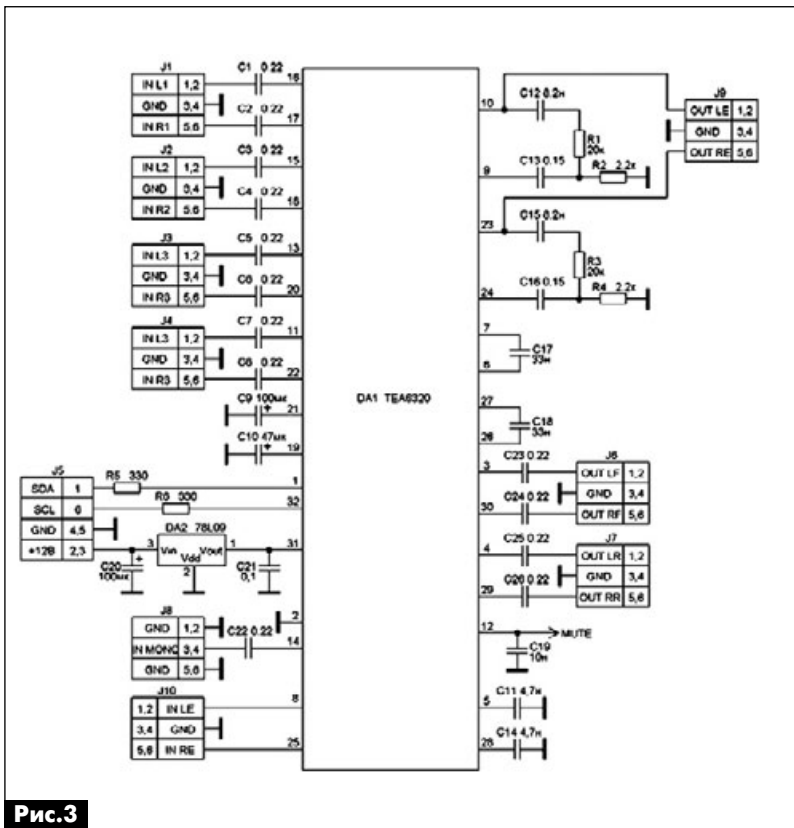 J1
IN L1 1,2
GND 3,4
IN R1 5,6
C1 0.22
16
C2 0.22
17
J2
IN L2 1,2
GND 3,4
IN R2 5,6
C3 0.22
15
C4 0.22
18
J3
IN L3 1,2
GND 3,4
IN R3 5,6
C5 0.22
13
C6 0.22
20
J4
IN L3 1,2
GND 3,4
IN R3 5,6
C7 0.22
11
22
C9 100мк
+
21
C10 47мк
+
19
J5
SDA 1
SCL 6
GND 4,5
+12В 2,3
R5 330
1
32
DA2 78L09
3 Vin Vout 1
Vdd
2
31
+
C20
100мк
C21
0,1
J8
GND 1,2
IN MONO 3,4
GND 5,6
2
C22 0.22
14
J10
1,2 IN LE
3,4 GND
5,6 IN RE
8
25
DA1 TEA6320
10
C12 8.2н
R1
20к
9
C13 0.15
R2 2.2к
J9
OUT LE 1,2
GND 3,4
OUT RE 5,6
23
C15 8.2н
R3
20к
24
C16 0.15
R4 2.2к
7
C17
33н
6
27
C18
33н
26
3
C23 0.22
30
C24 0.22
J6
OUT LF 1,2
GND 3,4
OUT RF 5,6
4
C25 0.22
29
C26 0.22
J7
OUT LR 1,2
GND 3,4
OUT RR 5,6
12
MUTE
C19
10н
5
C11 4,7н
28
C14 4,7н
Рис.3